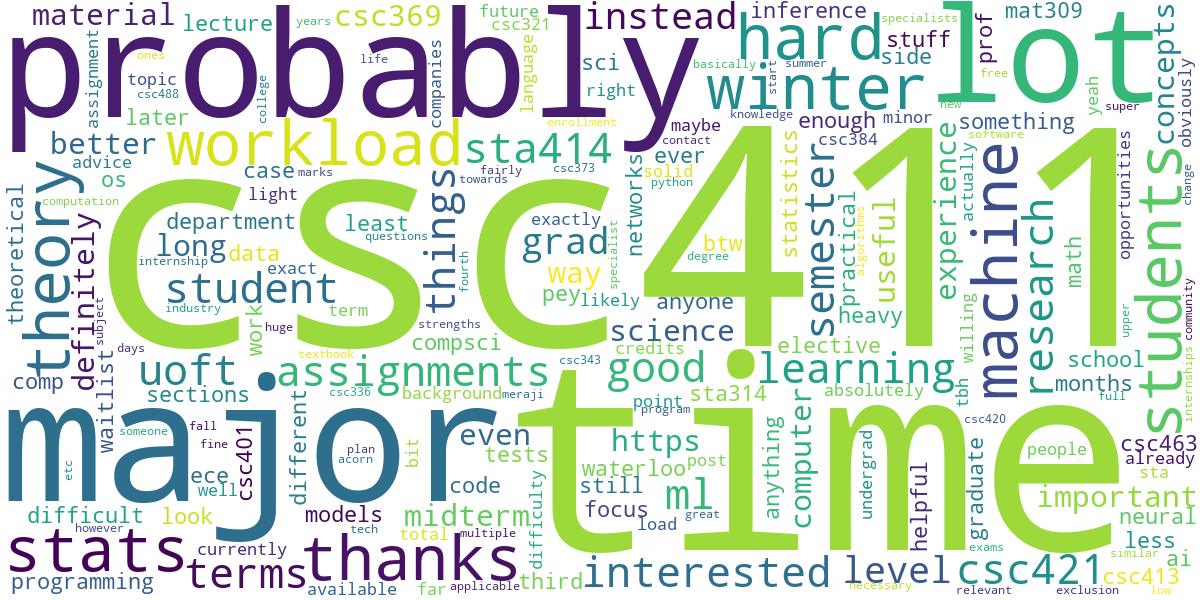 material
lecture
csc369
future
csc321
instead
inference
specialists
mat309
probably
years
ones
assignment
topic
csc488
life
college
companies
language
sci
right
basically
hard
side
stuff
prof
start
summer
free
lot
concepts
later
enrollment
winter
knowledge
new
yeah
super
obviously
better
workload
sta414
maybe
contact
enough
minor
something
software
advice
os
case
fairly
marks
csc373
towards
ever
solid
python
csc384
theory
computation
light
things
networks
statistics
semester
practical
algorithms
useful
experience
actually
machine
research
math
opportunities
students
change
theoretical
definitely
department
least
questions
exactly
csc411
long
data
grad
btw
degree
internship
exact
student
fourth
way
specialist
industry
term
pey
likely
anyone
heavy
willing
community
subject
huge
work
strengths
science
elective
upper
waitlist
days
textbook
compsci
csc343
credits
school
comp
uoft
assignments
good
learning
absolutely
months
internships
sections
csc336
background
meraji
point
program
sta314
tbh
full
major
time
someone
fall
fine
csc401
different
plan
acorn
bit
even
tests
https
waterloo
post
anything
computer
undergrad
csc420
people
csc463
already
etc
ece
well
code
difficulty
still
focus
ml
great
load
helpful
graduate
sta
important
difficult
look
models
midterm
total
neural
however
currently
tech
multiple
exams
similar
less
stats
terms
thanks
interested
level
csc421
csc413
ai
programming
available
far
applicable
third
necessary
relevant
exclusion
low